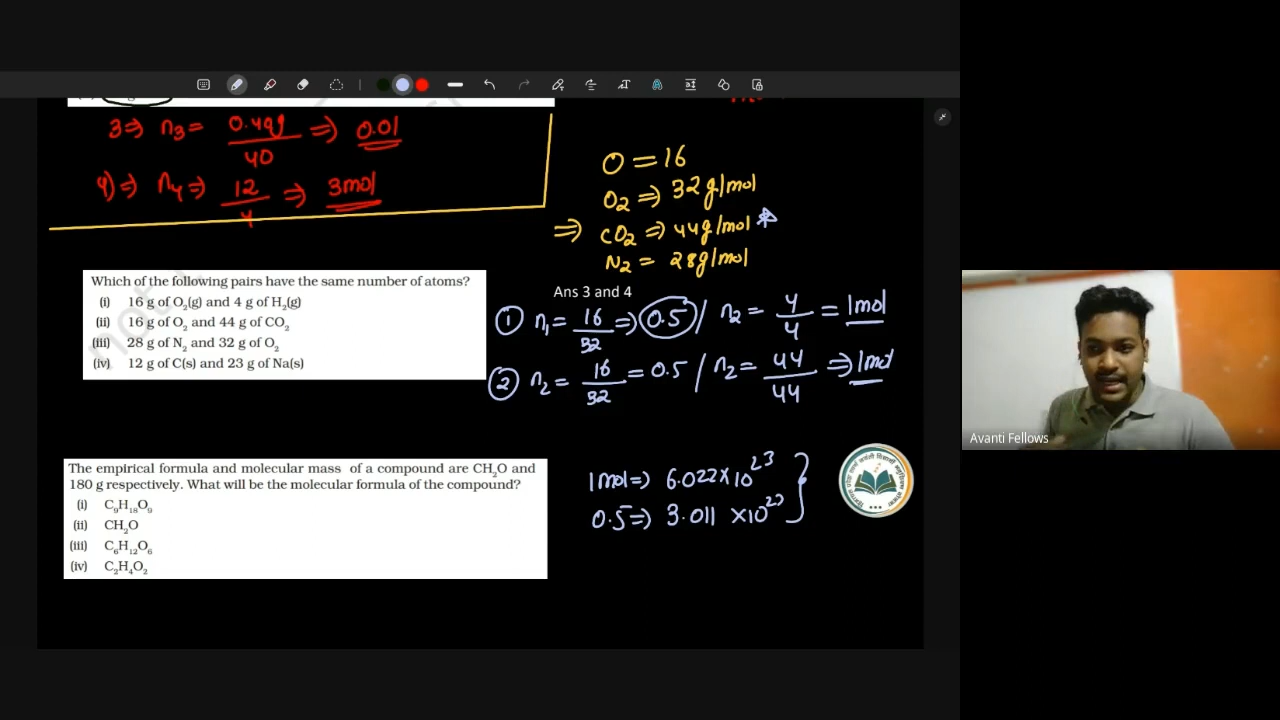 3⇒ n₃ = 0.4g/40 ⇒ 0.01
4)⇒ n₄ ⇒ 12/4 ⇒ 3mol
O = 16
O₂ ⇒ 32g/mol
⇒ CO₂ ⇒ 44g/mol *
N₂ = 28g/mol
Which of the following pairs have the same number of atoms?
(i) 16 g of O₂(g) and 4 g of H₂(g)
(ii) 16 g of O₂ and 44 g of CO₂
(iii) 28 g of N₂ and 32 g of O₂
(iv) 12 g of C(s) and 23 g of Na(s)
Ans 3 and 4
① n₁ = 16/32 ⇒ 0.5 / n₂ = 4/4 = 1mol
② n₂ = 16/32 = 0.5 / n₂ = 44/44 ⇒ 1mol
The empirical formula and molecular mass of a compound are CH₂O and
180 g respectively. What will be the molecular formula of the compound?
(i) C₉H₁₈O₉
(ii) CH₂O
(iii) C₆H₁₂O₆
(iv) C₂H₄O₂
1mol ⇒ 6.022×10²³
0.5 ⇒ 3.011 ×10²³
Avanti Fellows